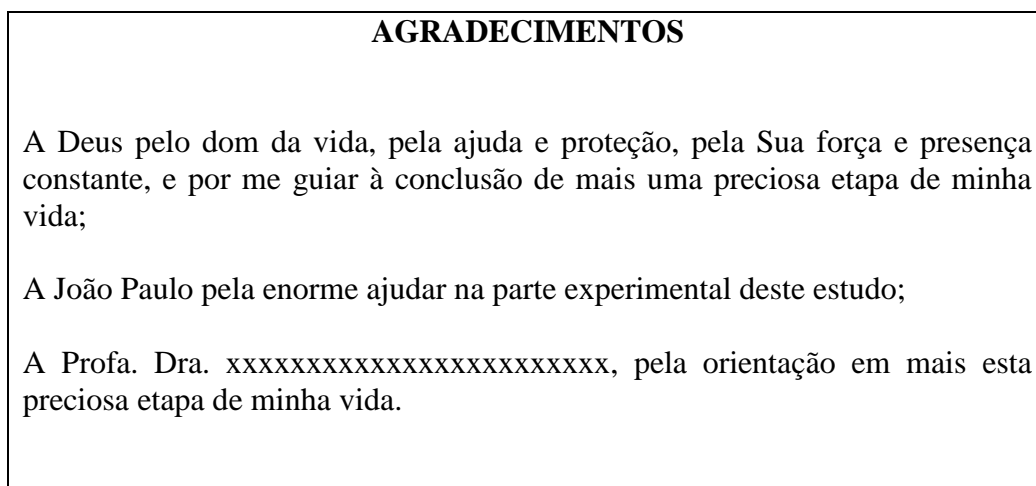 AGRADECIMENTOS
A Deus pelo dom da vida, pela ajuda e proteção, pela Sua força e presença
constante, e por me guiar à conclusão de mais uma preciosa etapa de minha
vida;
A João Paulo pela enorme ajudar na parte experimental deste estudo;
A Profa. Dra. xxxxxxxxxxxxxxxxxxxxxxxx, pela orientação em mais esta
preciosa etapa de minha vida.